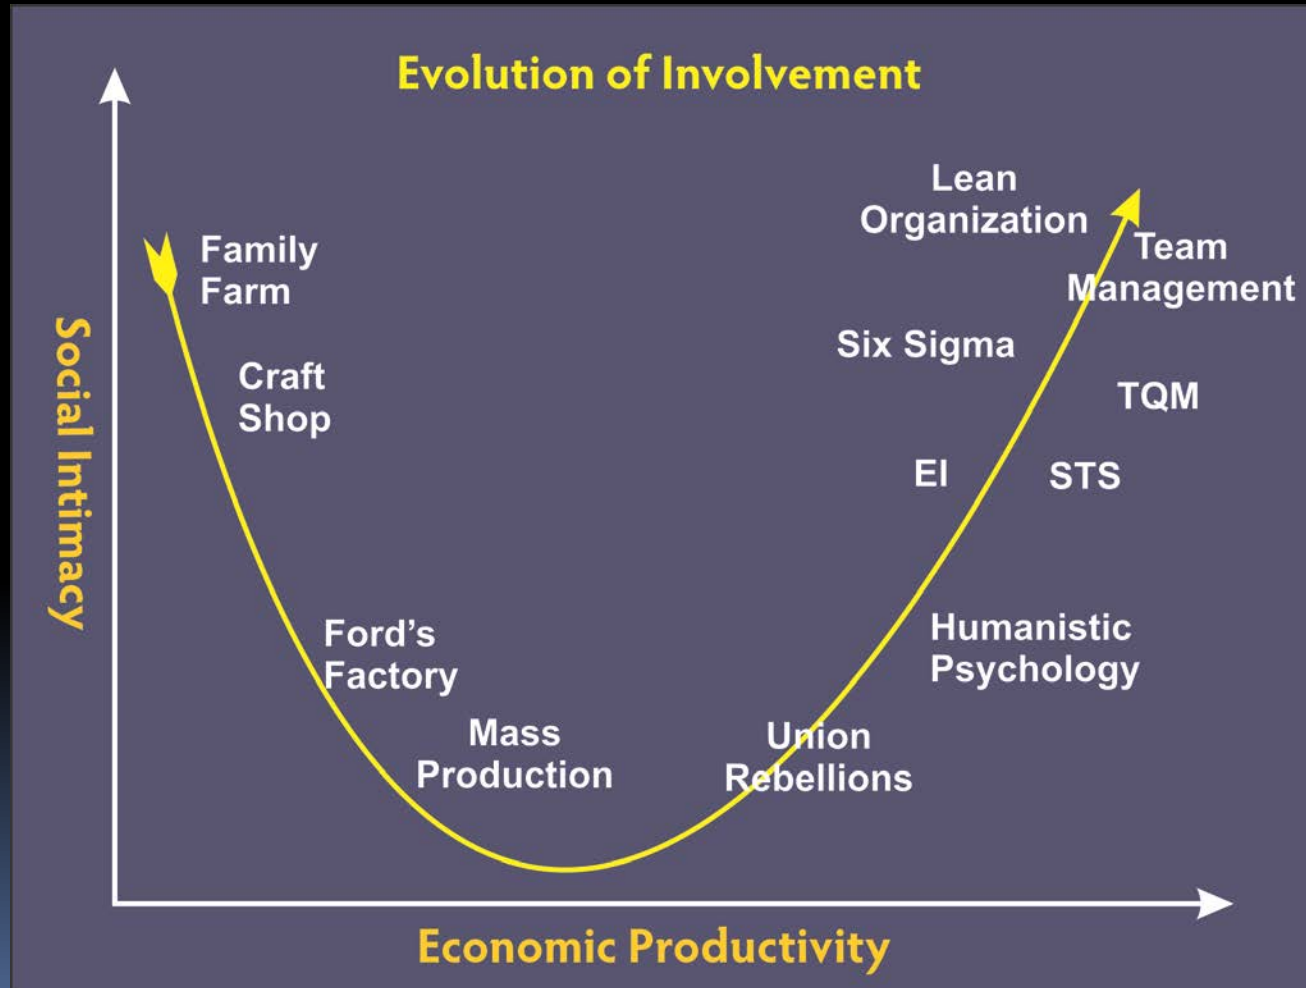 Evolution of Involvement
Lean
Organization
Family
Farm
Team
Management
Six Sigma
Craft
Shop
TQM
EI
STS
Social Intimacy
Ford's
Factory
Humanistic
Psychology
Mass
Production
Union
Rebellions
Economic Productivity